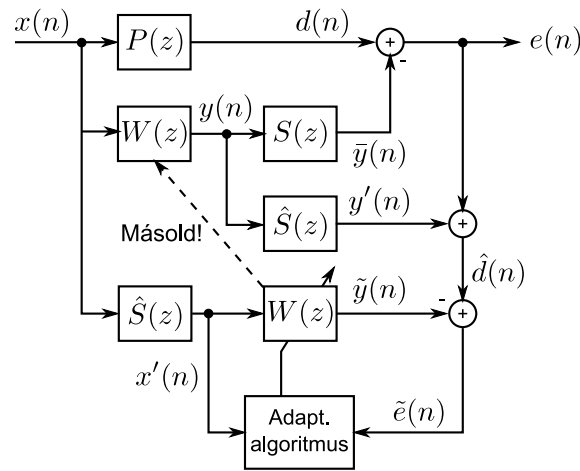 x(n)
P(z)
d(n)
+
-
e(n)
W(z)
y(n)
S(z)
ȳ(n)
Másold!
Ŝ(z)
y'(n)
+
d̂(n)
Ŝ(z)
x'(n)
W(z)
ỹ(n)
-
+
Adapt.
algoritmus
ẽ(n)